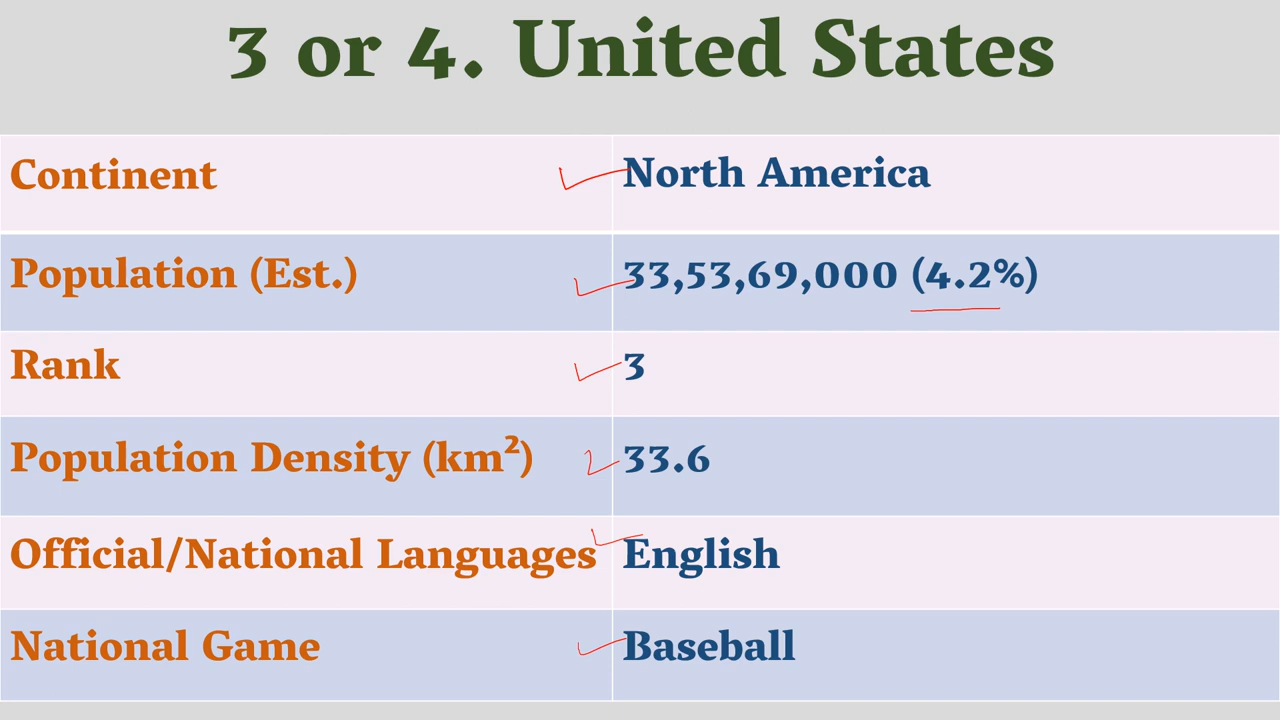 3 or 4. United States
Continent North America
Population (Est.) 33,53,69,000 (4.2%)
Rank 3
Population Density (km²) 33.6
Official/National Languages English
National Game Baseball